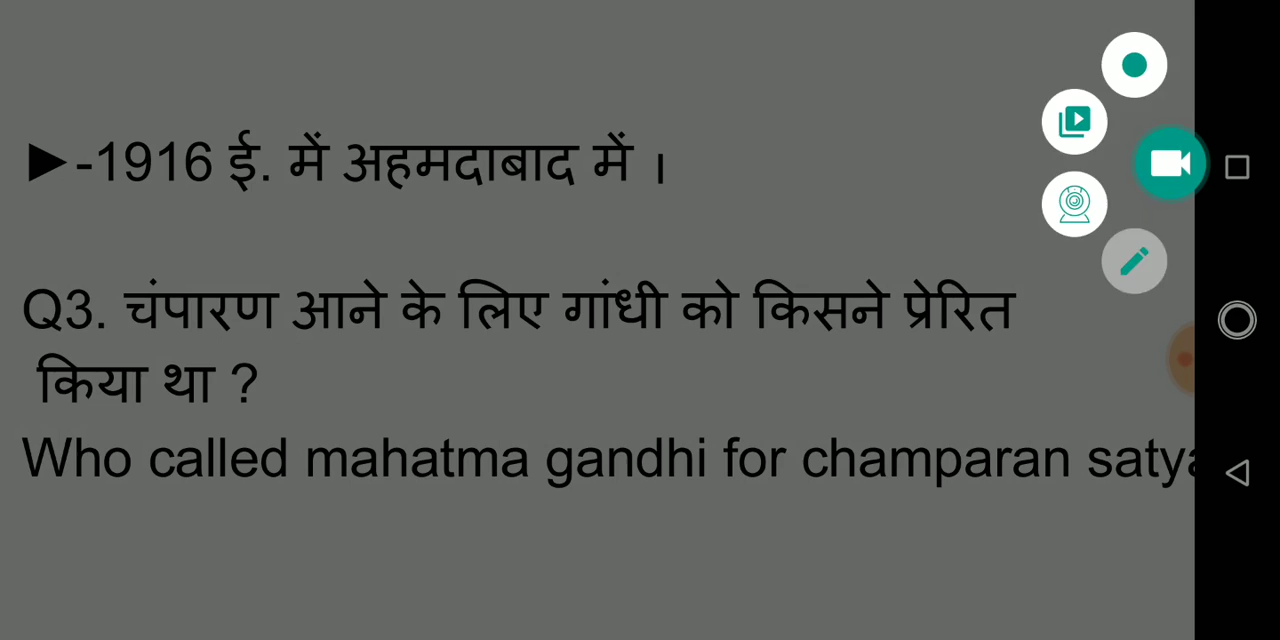 ►-1916 ई. में अहमदाबाद में ।
Q3. चंपारण आने के लिए गांधी को किसने प्रेरित
किया था ?
Who called mahatma gandhi for champaran